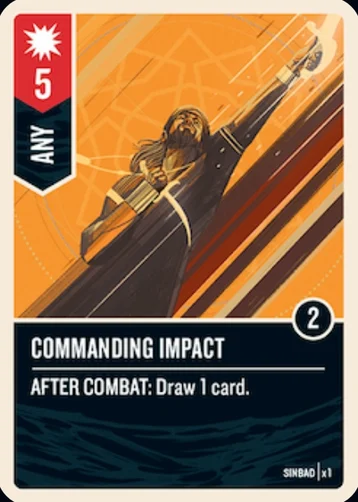 5
ANY
2
COMMANDING IMPACT
AFTER COMBAT: Draw 1 card.
SINBAD | x1